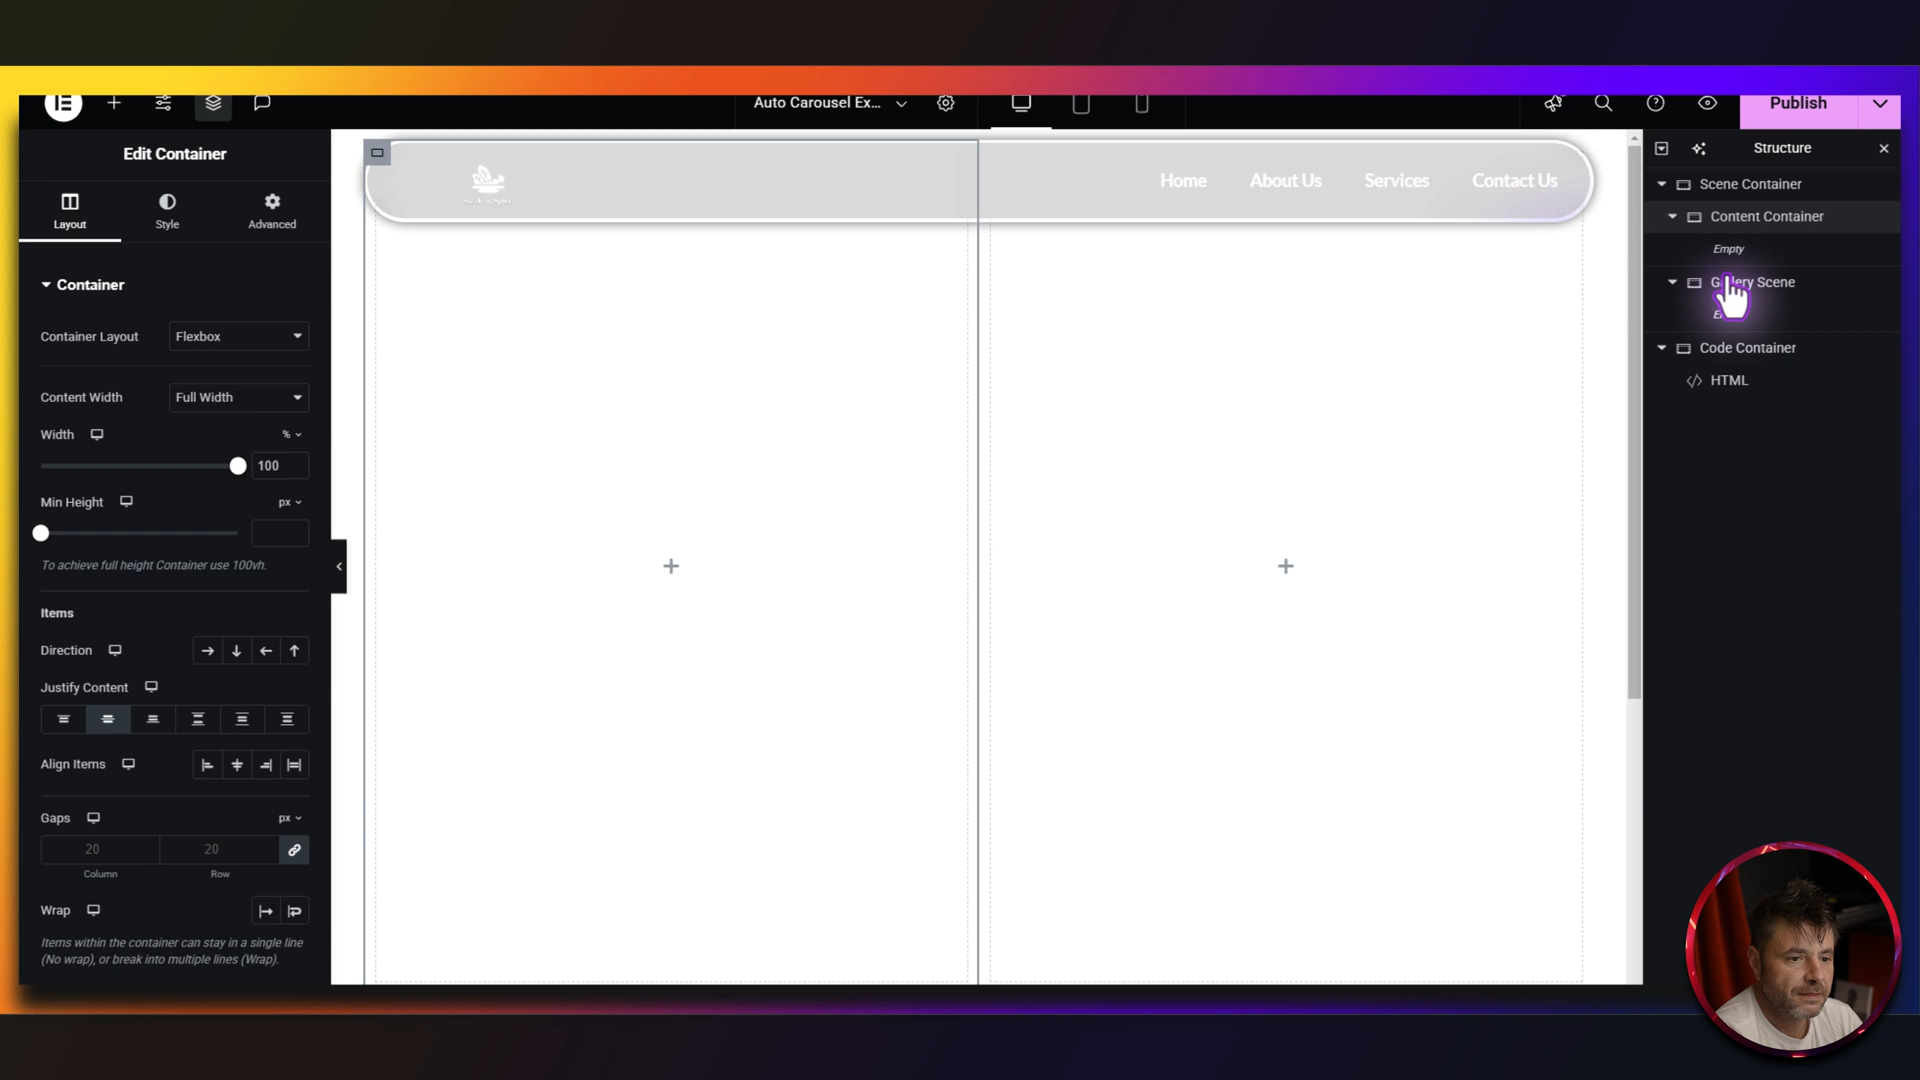 Auto Carousel Ex...
Publish
Edit Container
Structure
Layout
Style
Advanced
Home
About Us
Services
Contact Us
Scene Container
Content Container
Empty
Scene
Code Container
HTML
Container
Container Layout
Flexbox
Content Width
Full Width
Width
%
100
Min Height
px
To achieve full height Container use 100vh.
Items
Direction
Justify Content
Align Items
Gaps
px
20
20
Column
Row
Wrap
Items within the container can stay in a single line
(No wrap), or break into multiple lines (Wrap).